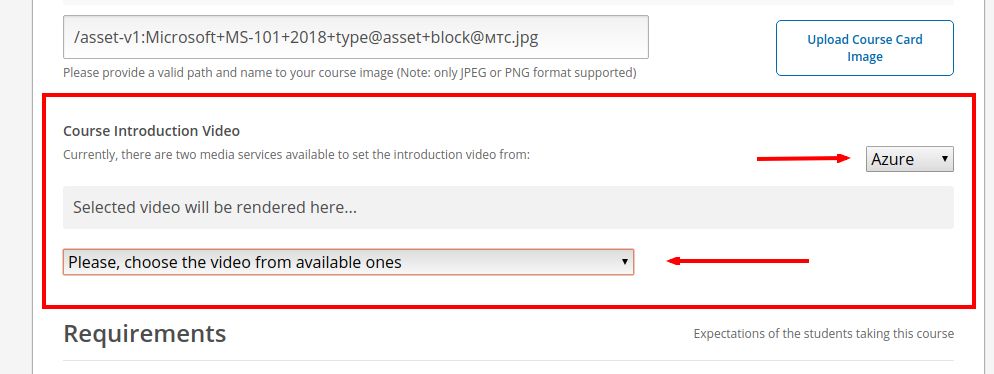 /asset-v1:Microsoft+MS-101+2018+type@asset+block@мтс.jpg
Upload Course Card
Image
Please provide a valid path and name to your course image (Note: only JPEG or PNG format supported)
Course Introduction Video
Currently, there are two media services available to set the introduction video from:
Azure
Selected video will be rendered here...
Please, choose the video from available ones
Requirements
Expectations of the students taking this course